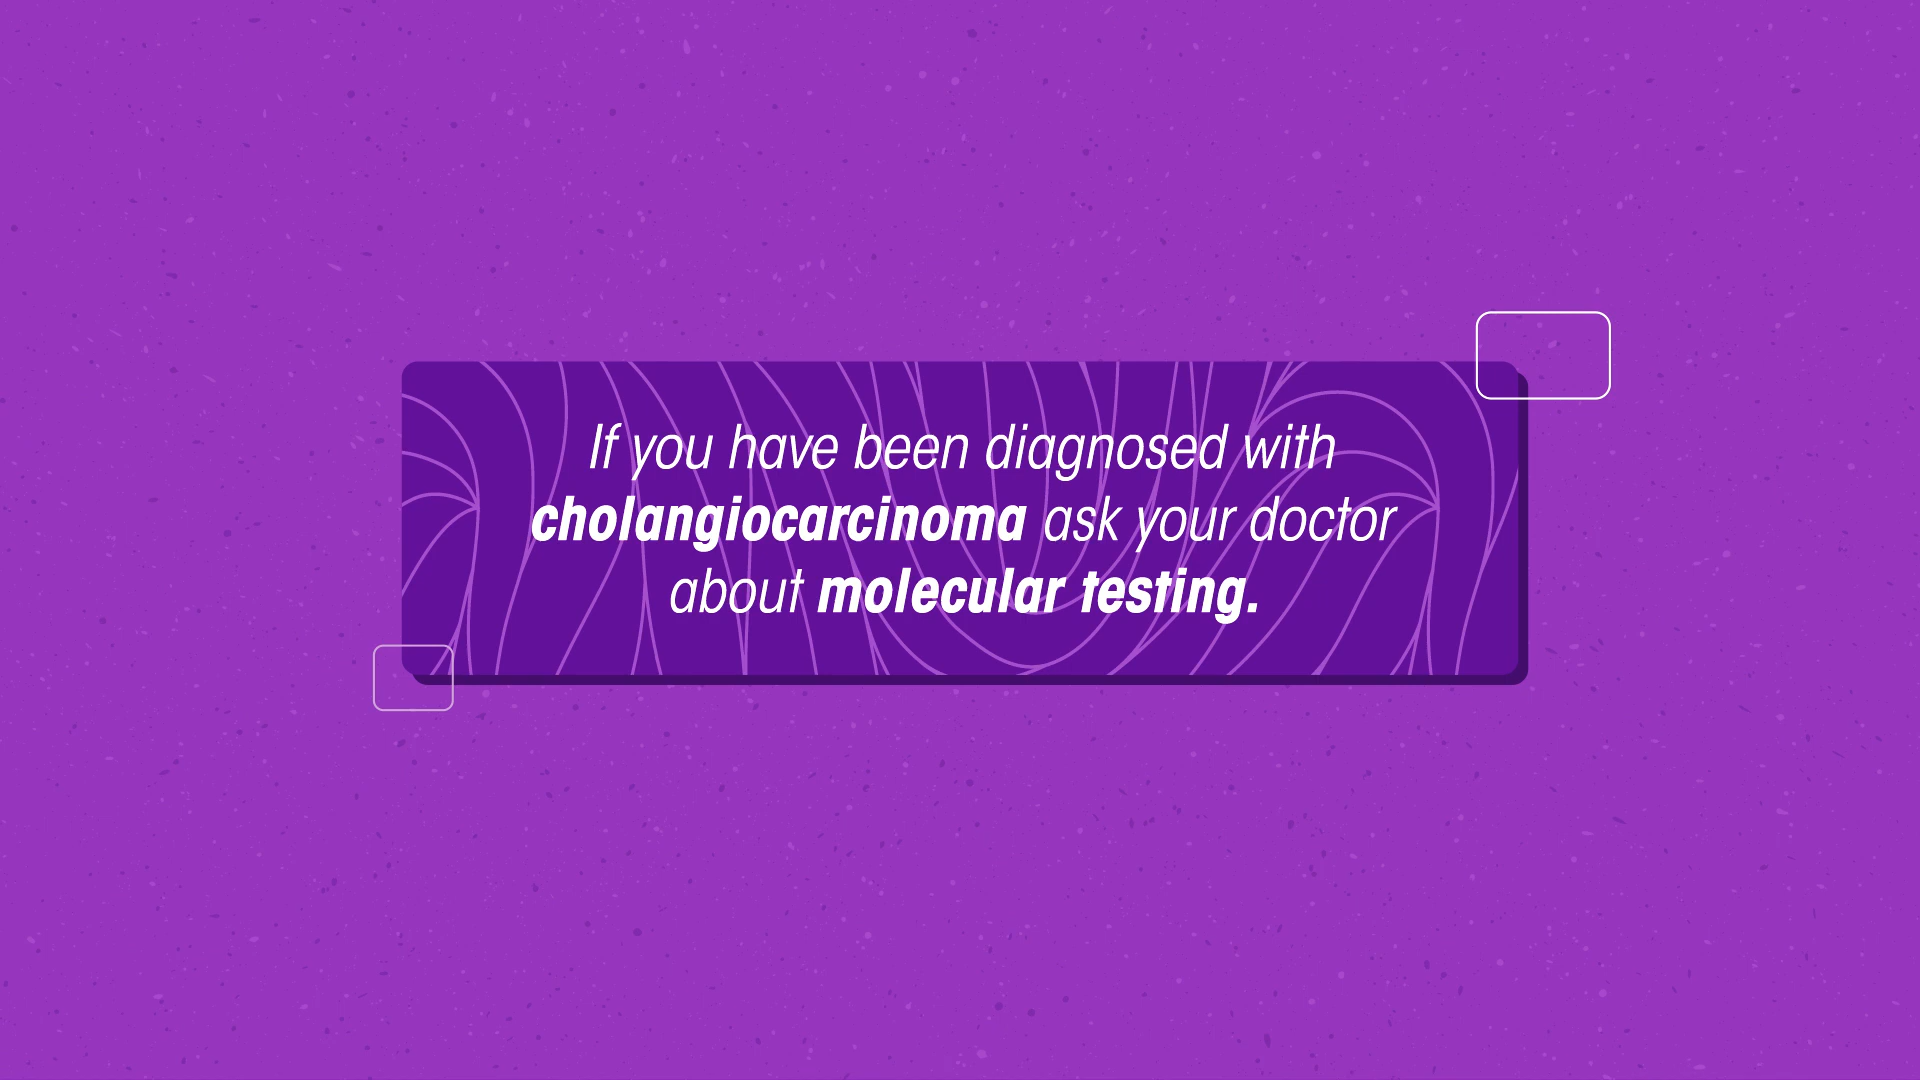 If you have been diagnosed with
cholangiocarcinoma ask your doctor
about molecular testing.